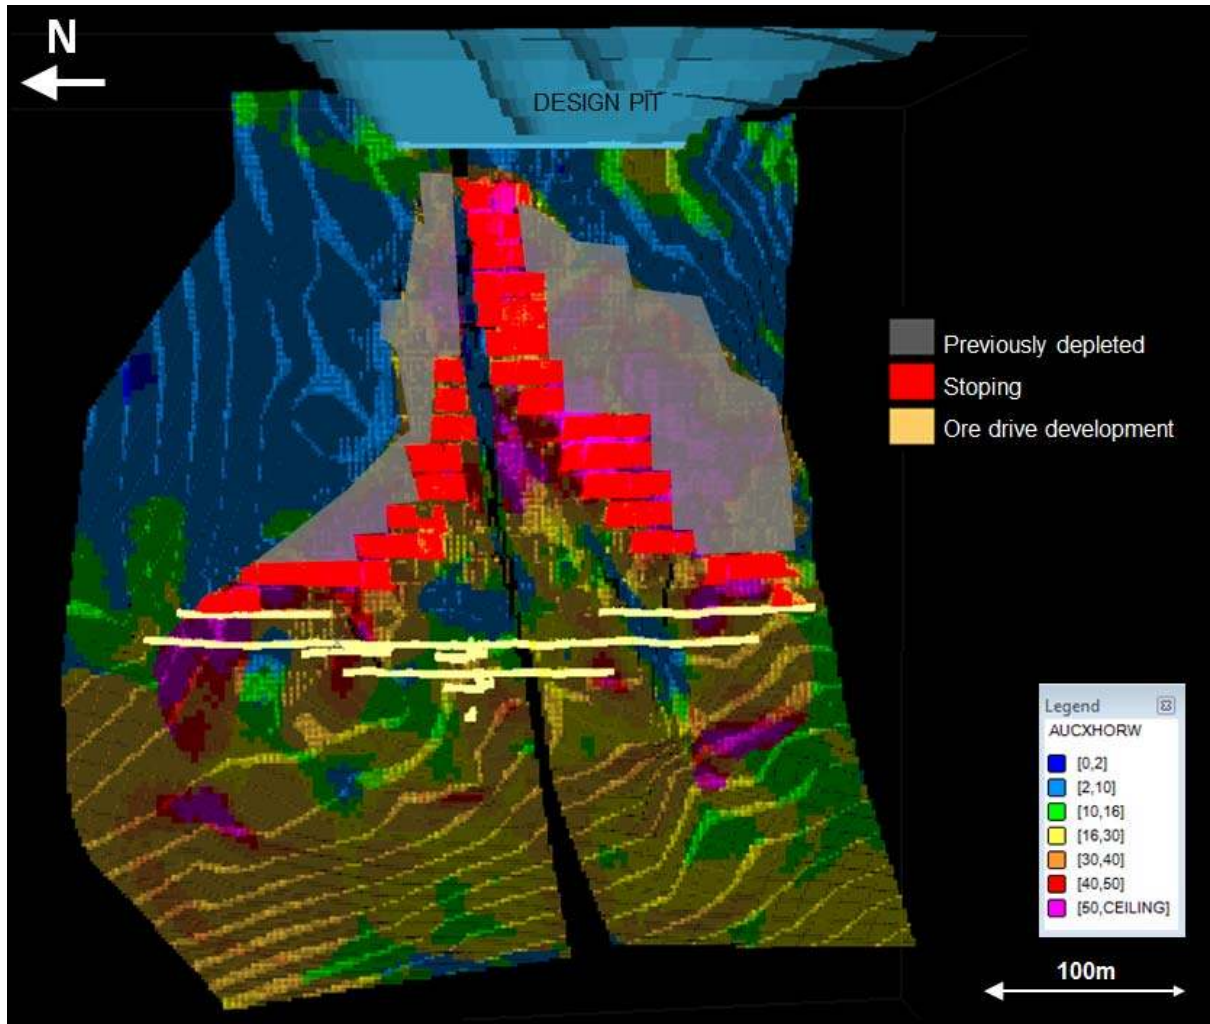 N
DESIGN PIT
Previously depleted
Stoping
Ore drive development
Legend
AUCXHORW
[0,2]
[2,10]
[10,16]
[16,30]
[30,40]
[40,50]
[50,CEILING]
100m